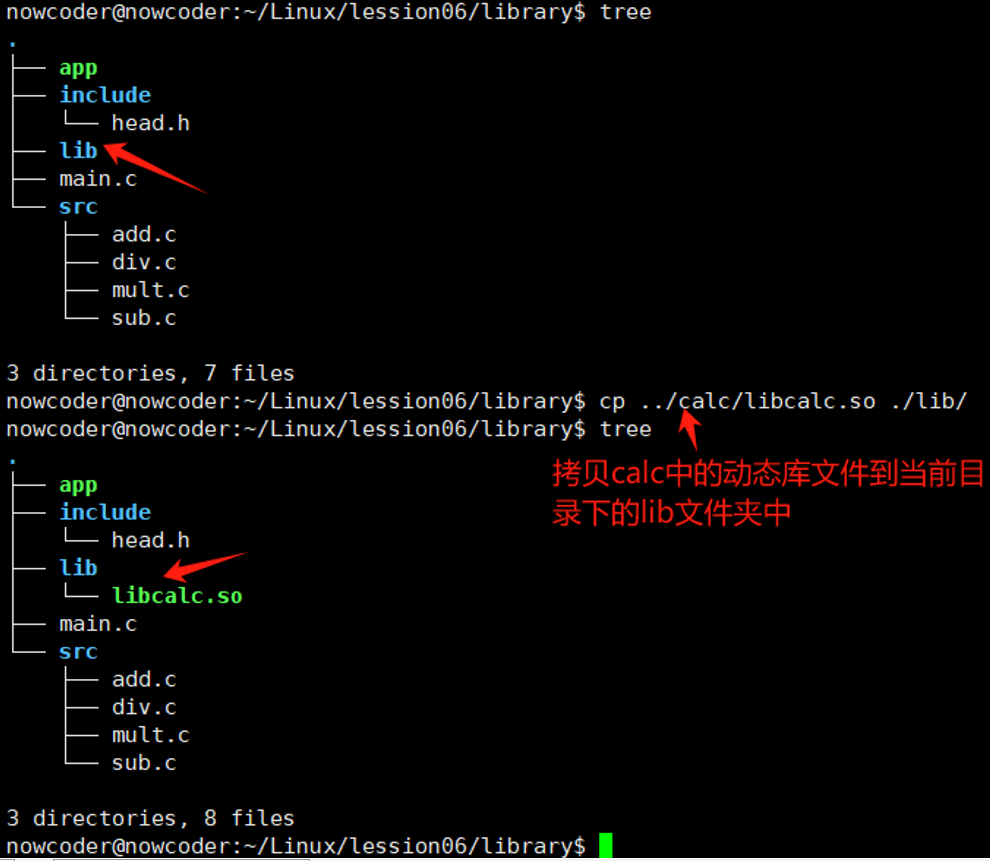 nowcoder@nowcoder:~/Linux/lession06/library$ tree
.
├── app
├── include
│   └── head.h
├── lib
├── main.c
└── src
    ├── add.c
    ├── div.c
    ├── mult.c
    └── sub.c
3 directories, 7 files
nowcoder@nowcoder:~/Linux/lession06/library$ cp ../calc/libcalc.so ./lib/
nowcoder@nowcoder:~/Linux/lession06/library$ tree
.
拷贝calc中的动态库文件到当前目
录下的lib文件夹中
├── app
├── include
│   └── head.h
├── lib
│   └── libcalc.so
├── main.c
└── src
    ├── add.c
    ├── div.c
    ├── mult.c
    └── sub.c
3 directories, 8 files
nowcoder@nowcoder:~/Linux/lession06/library$